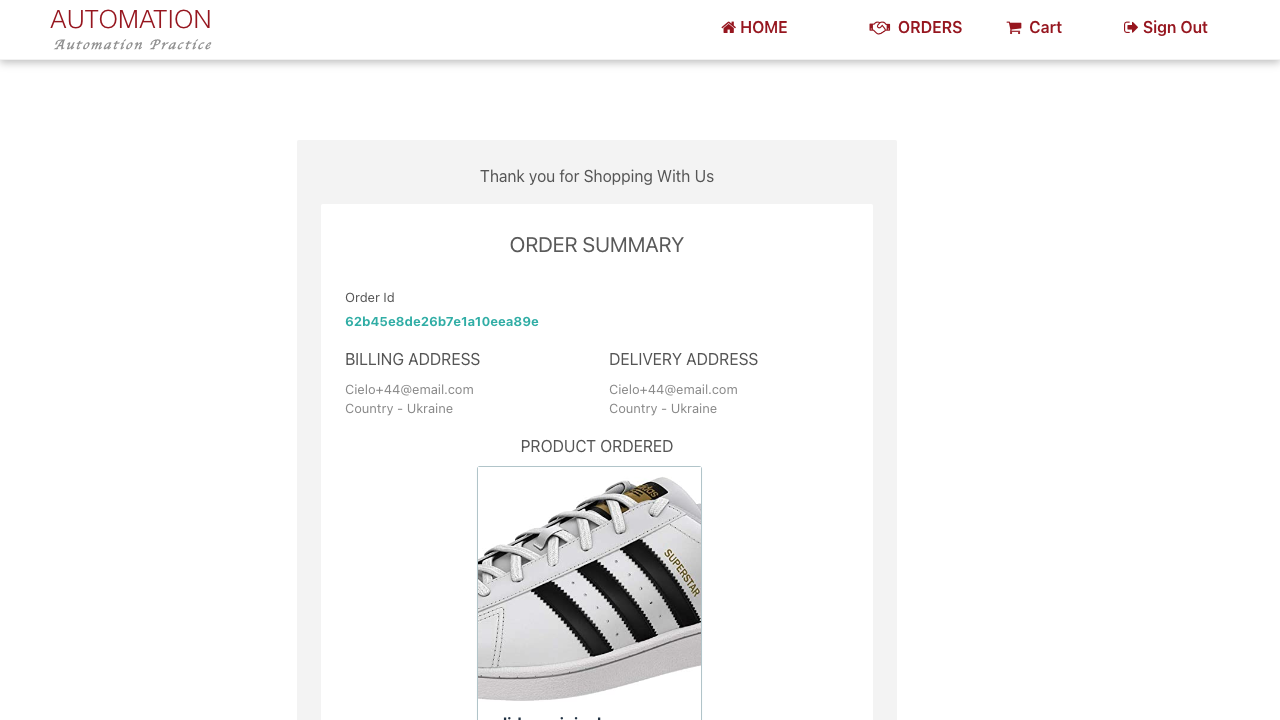 AUTOMATION
Automation Practice
HOME
ORDERS
Cart
Sign Out
Thank you for Shopping With Us
ORDER SUMMARY
Order Id
62b45e8de26b7e1a10eea89e
BILLING ADDRESS
Cielo+44@email.com
Country - Ukraine
DELIVERY ADDRESS
Cielo+44@email.com
Country - Ukraine
PRODUCT ORDERED
SUPERSTAR